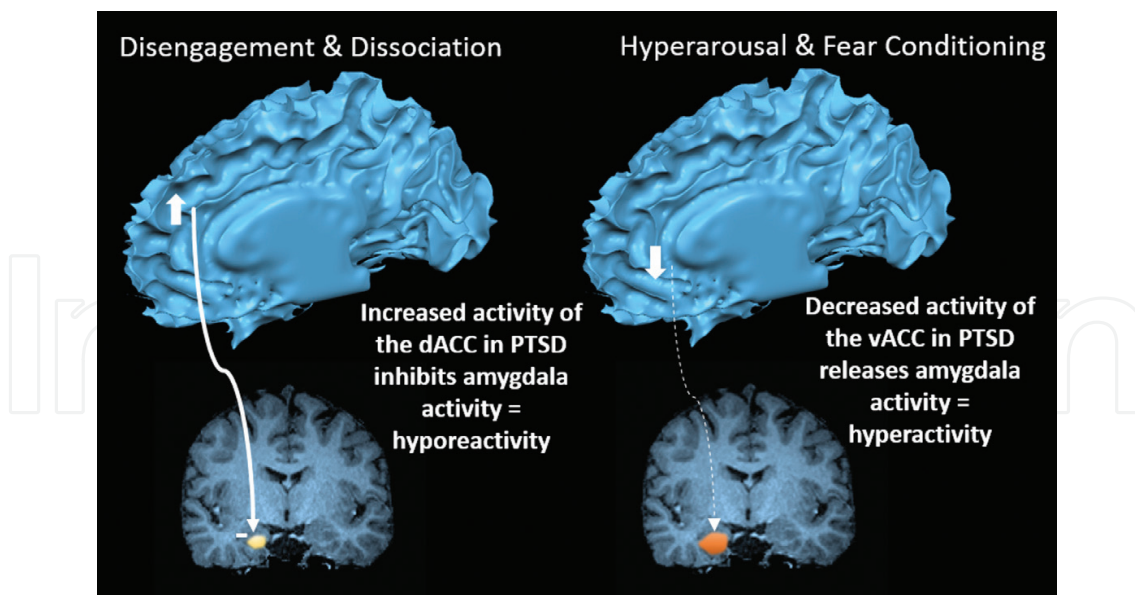 Disengagement & Dissociation
Hyperarousal & Fear Conditioning
Increased activity of
the dACC in PTSD
inhibits amygdala
activity =
hyporeactivity
Decreased activity of
the vACC in PTSD
releases amygdala
activity =
hyperactivity